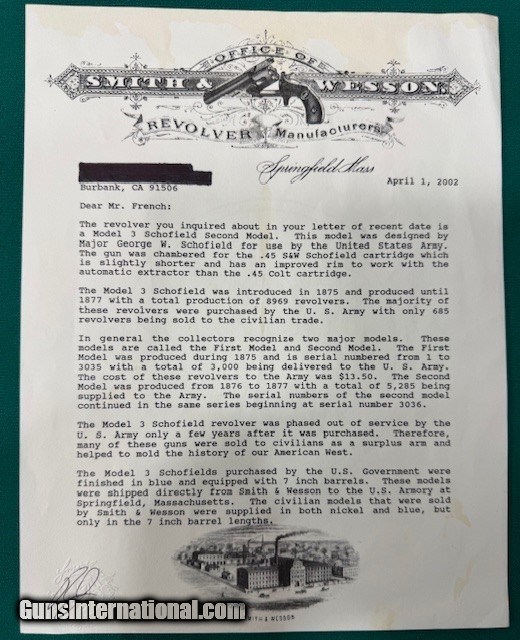 OFFICE OF
SMITH & WESSON.
REVOLVER Manufacturers
Springfield Mass
Burbank, CA 91506
April 1, 2002
Dear Mr. French:
The revolver you inquired about in your letter of recent date is
a Model 3 Schofield Second Model. This model was designed by
Major George W. Schofield for use by the United States Army.
The gun was chambered for the .45 S&W Schofield cartridge which
is slightly shorter and has an improved rim to work with the
automatic extractor than the .45 Colt cartridge.
The Model 3 Schofield was introduced in 1875 and produced until
1877 with a total production of 8969 revolvers. The majority of
these revolvers were purchased by the U. S. Army with only 685
revolvers being sold to the civilian trade.
In general the collectors recognize two major models. These
models are called the First Model and Second Model. The First
Model was produced during 1875 and is serial numbered from 1 to
3035 with a total of 3,000 being delivered to the U. S. Army.
The cost of these revolvers to the Army was $13.50. The Second
Model was produced from 1876 to 1877 with a total of 5,285 being
supplied to the Army. The serial numbers of the second model
continued in the same series beginning at serial number 3036.
The Model 3 Schofield revolver was phased out of service by the
U. S. Army only a few years after it was purchased. Therefore,
many of these guns were sold to civilians as a surplus arm and
helped to mold the history of our American West.
The Model 3 Schofields purchased by the U.S. Government were
finished in blue and equipped with 7 inch barrels. These models
were shipped directly from Smith & Wesson to the U.S. Armory at
Springfield, Massachusetts. The civilian models that were sold
by Smith & Wesson were supplied in both nickel and blue, but
only in the 7 inch barrel lengths.
GunsInternational.com
SMITH & WESSON